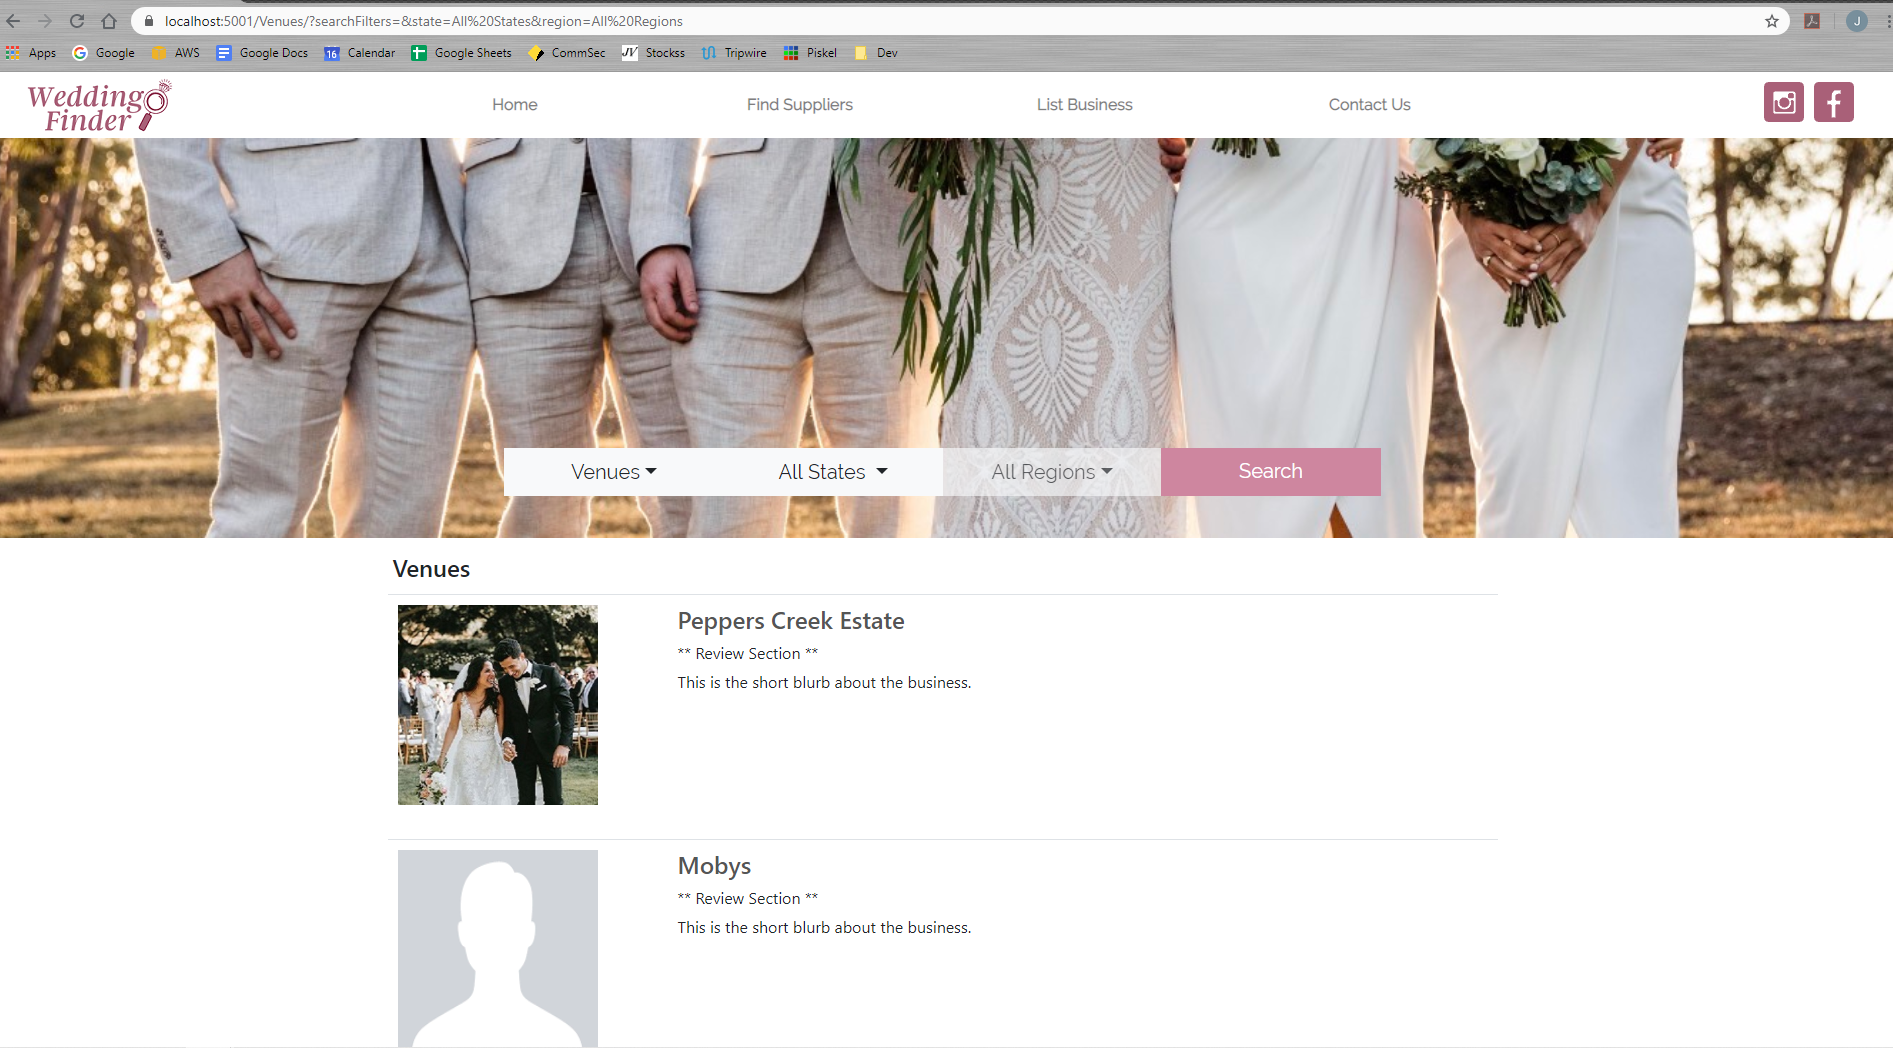 localhost:5001/Venues/?searchFilters=&state=All%20States&region=All%20Regions
J
Apps Google AWS Google Docs 16 Calendar Google Sheets JV CommSec Stockss Tripwire Piskel Dev
Wedding
Finder
Home Find Suppliers List Business Contact Us
Venues All States All Regions Search
Venues
Peppers Creek Estate
** Review Section **
This is the short blurb about the business.
Mobys
** Review Section **
This is the short blurb about the business.